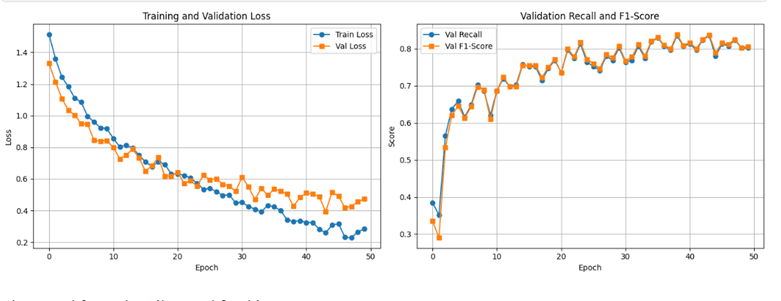 Training and Validation Loss
Train Loss
Val Loss
1.4
1.2
1.0
0.8
0.6
0.4
0.2
Loss
0 10 20 30 40 50
Epoch
Validation Recall and F1-Score
Val Recall
Val F1-Score
0.8
0.7
0.6
0.5
0.4
0.3
Score
0 10 20 30 40 50
Epoch